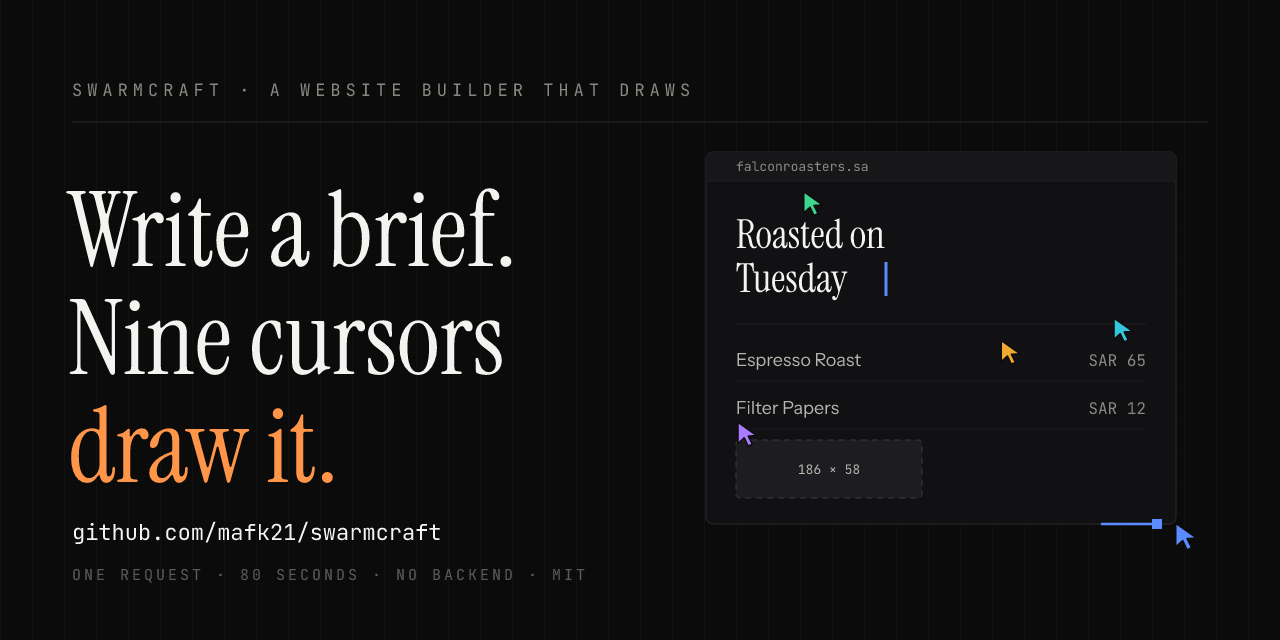 SWARMCRAFT · A WEBSITE BUILDER THAT DRAWS
Write a brief.
Nine cursors
draw it.
github.com/mafk21/swarmcraft
ONE REQUEST · 80 SECONDS · NO BACKEND · MIT
falconroasters.sa
Roasted on
Tuesday
Espresso Roast SAR 65
Filter Papers SAR 12
186 × 58